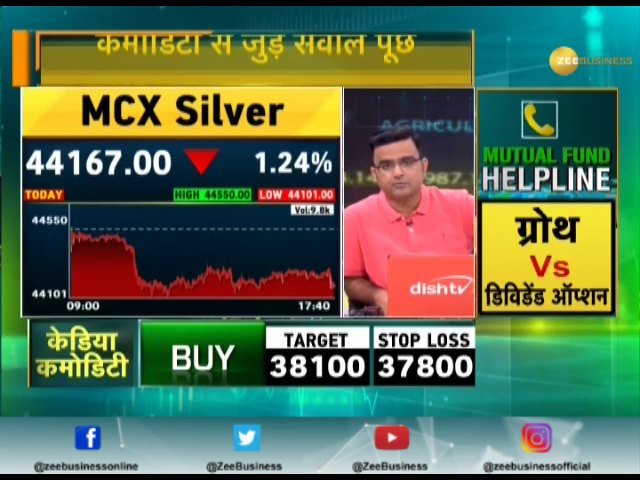 कमोडिटी से जुड़े सवाल पूछें
ZEEBUSINESS
MCX Silver
44167.00 1.24%
TODAY HIGH 44550.00 LOW 44101.00
Vol:9.8k
44550
44101
09:00 17:40
AGRICUL
dishtv
MUTUAL FUND
HELPLINE
ग्रोथ
Vs
डिविडेंड ऑप्शन
केडिया
कमोडिटी
BUY
TARGET
38100
STOP LOSS
37800
@zeebusinessonline @ZeeBusiness @ZeeBusiness @zeebusinessofficial